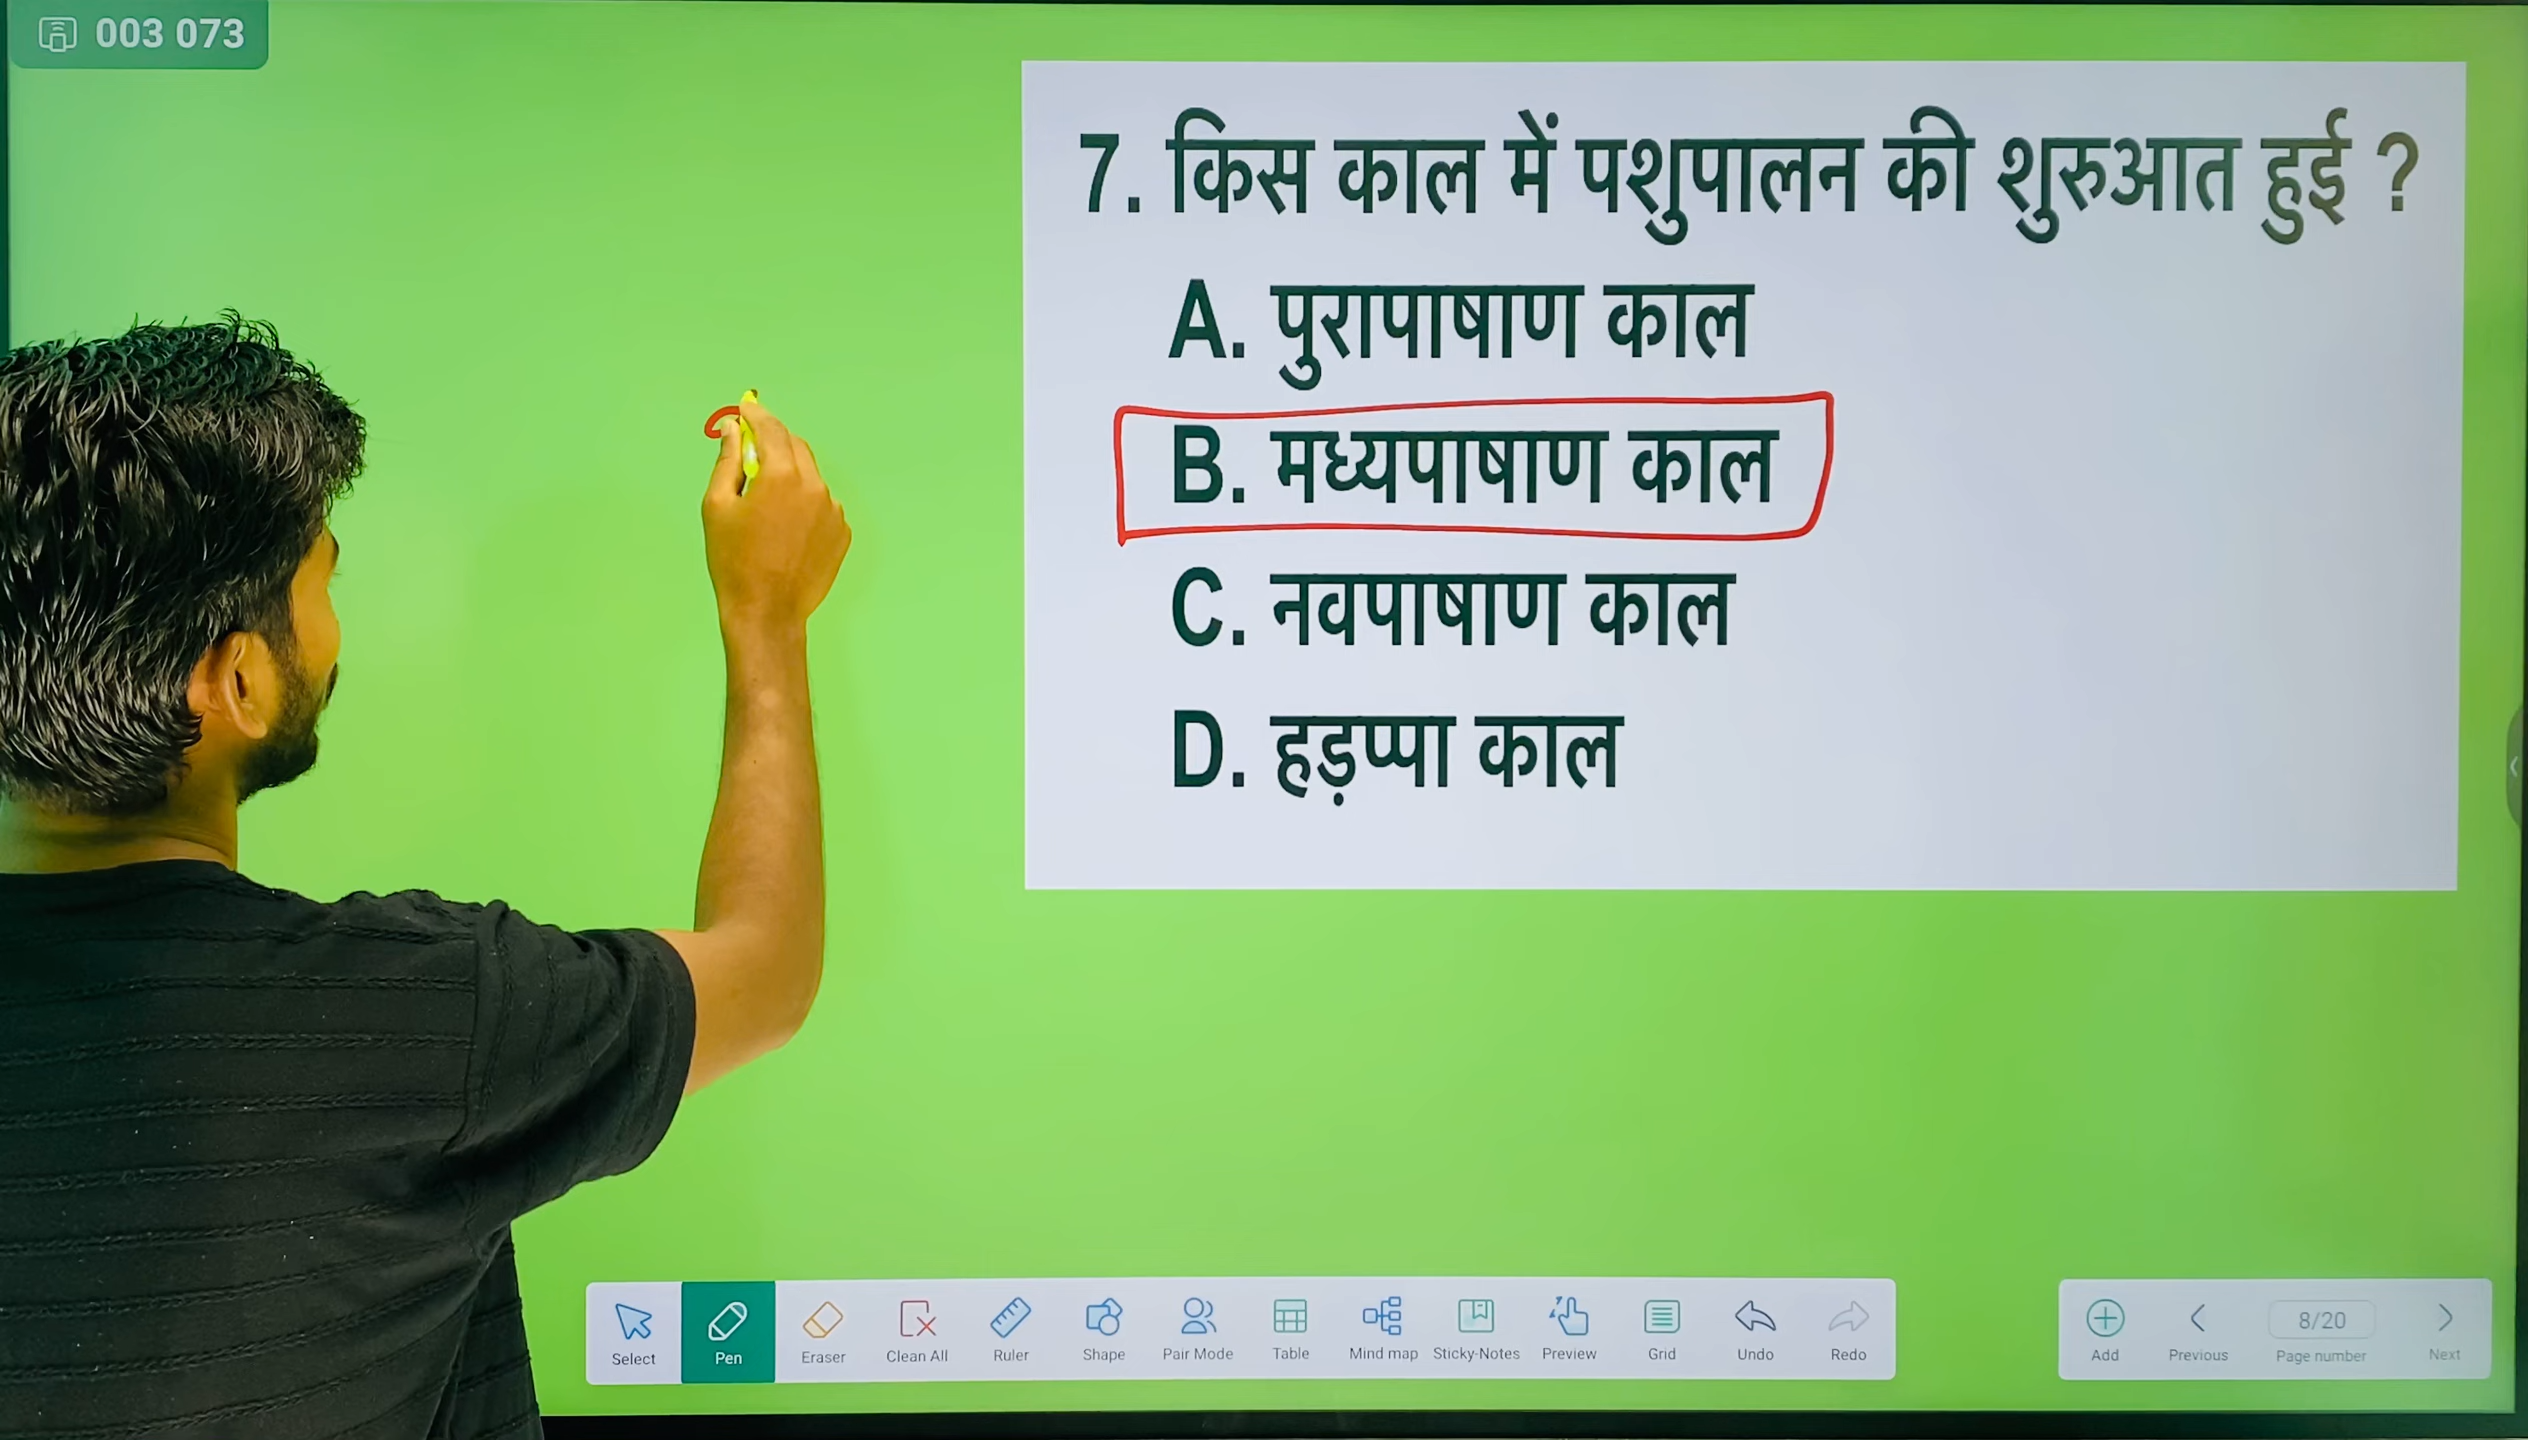 003 073
7. किस काल में पशुपालन की शुरुआत हुई ?
A. पुरापाषाण काल
B. मध्यपाषाण काल
C. नवपाषाण काल
D. हड़प्पा काल
Select Pen Eraser Clean All Ruler Shape Pair Mode Table Mind map Sticky-Notes Preview Grid Undo Redo
8/20
Add Previous Page number Next